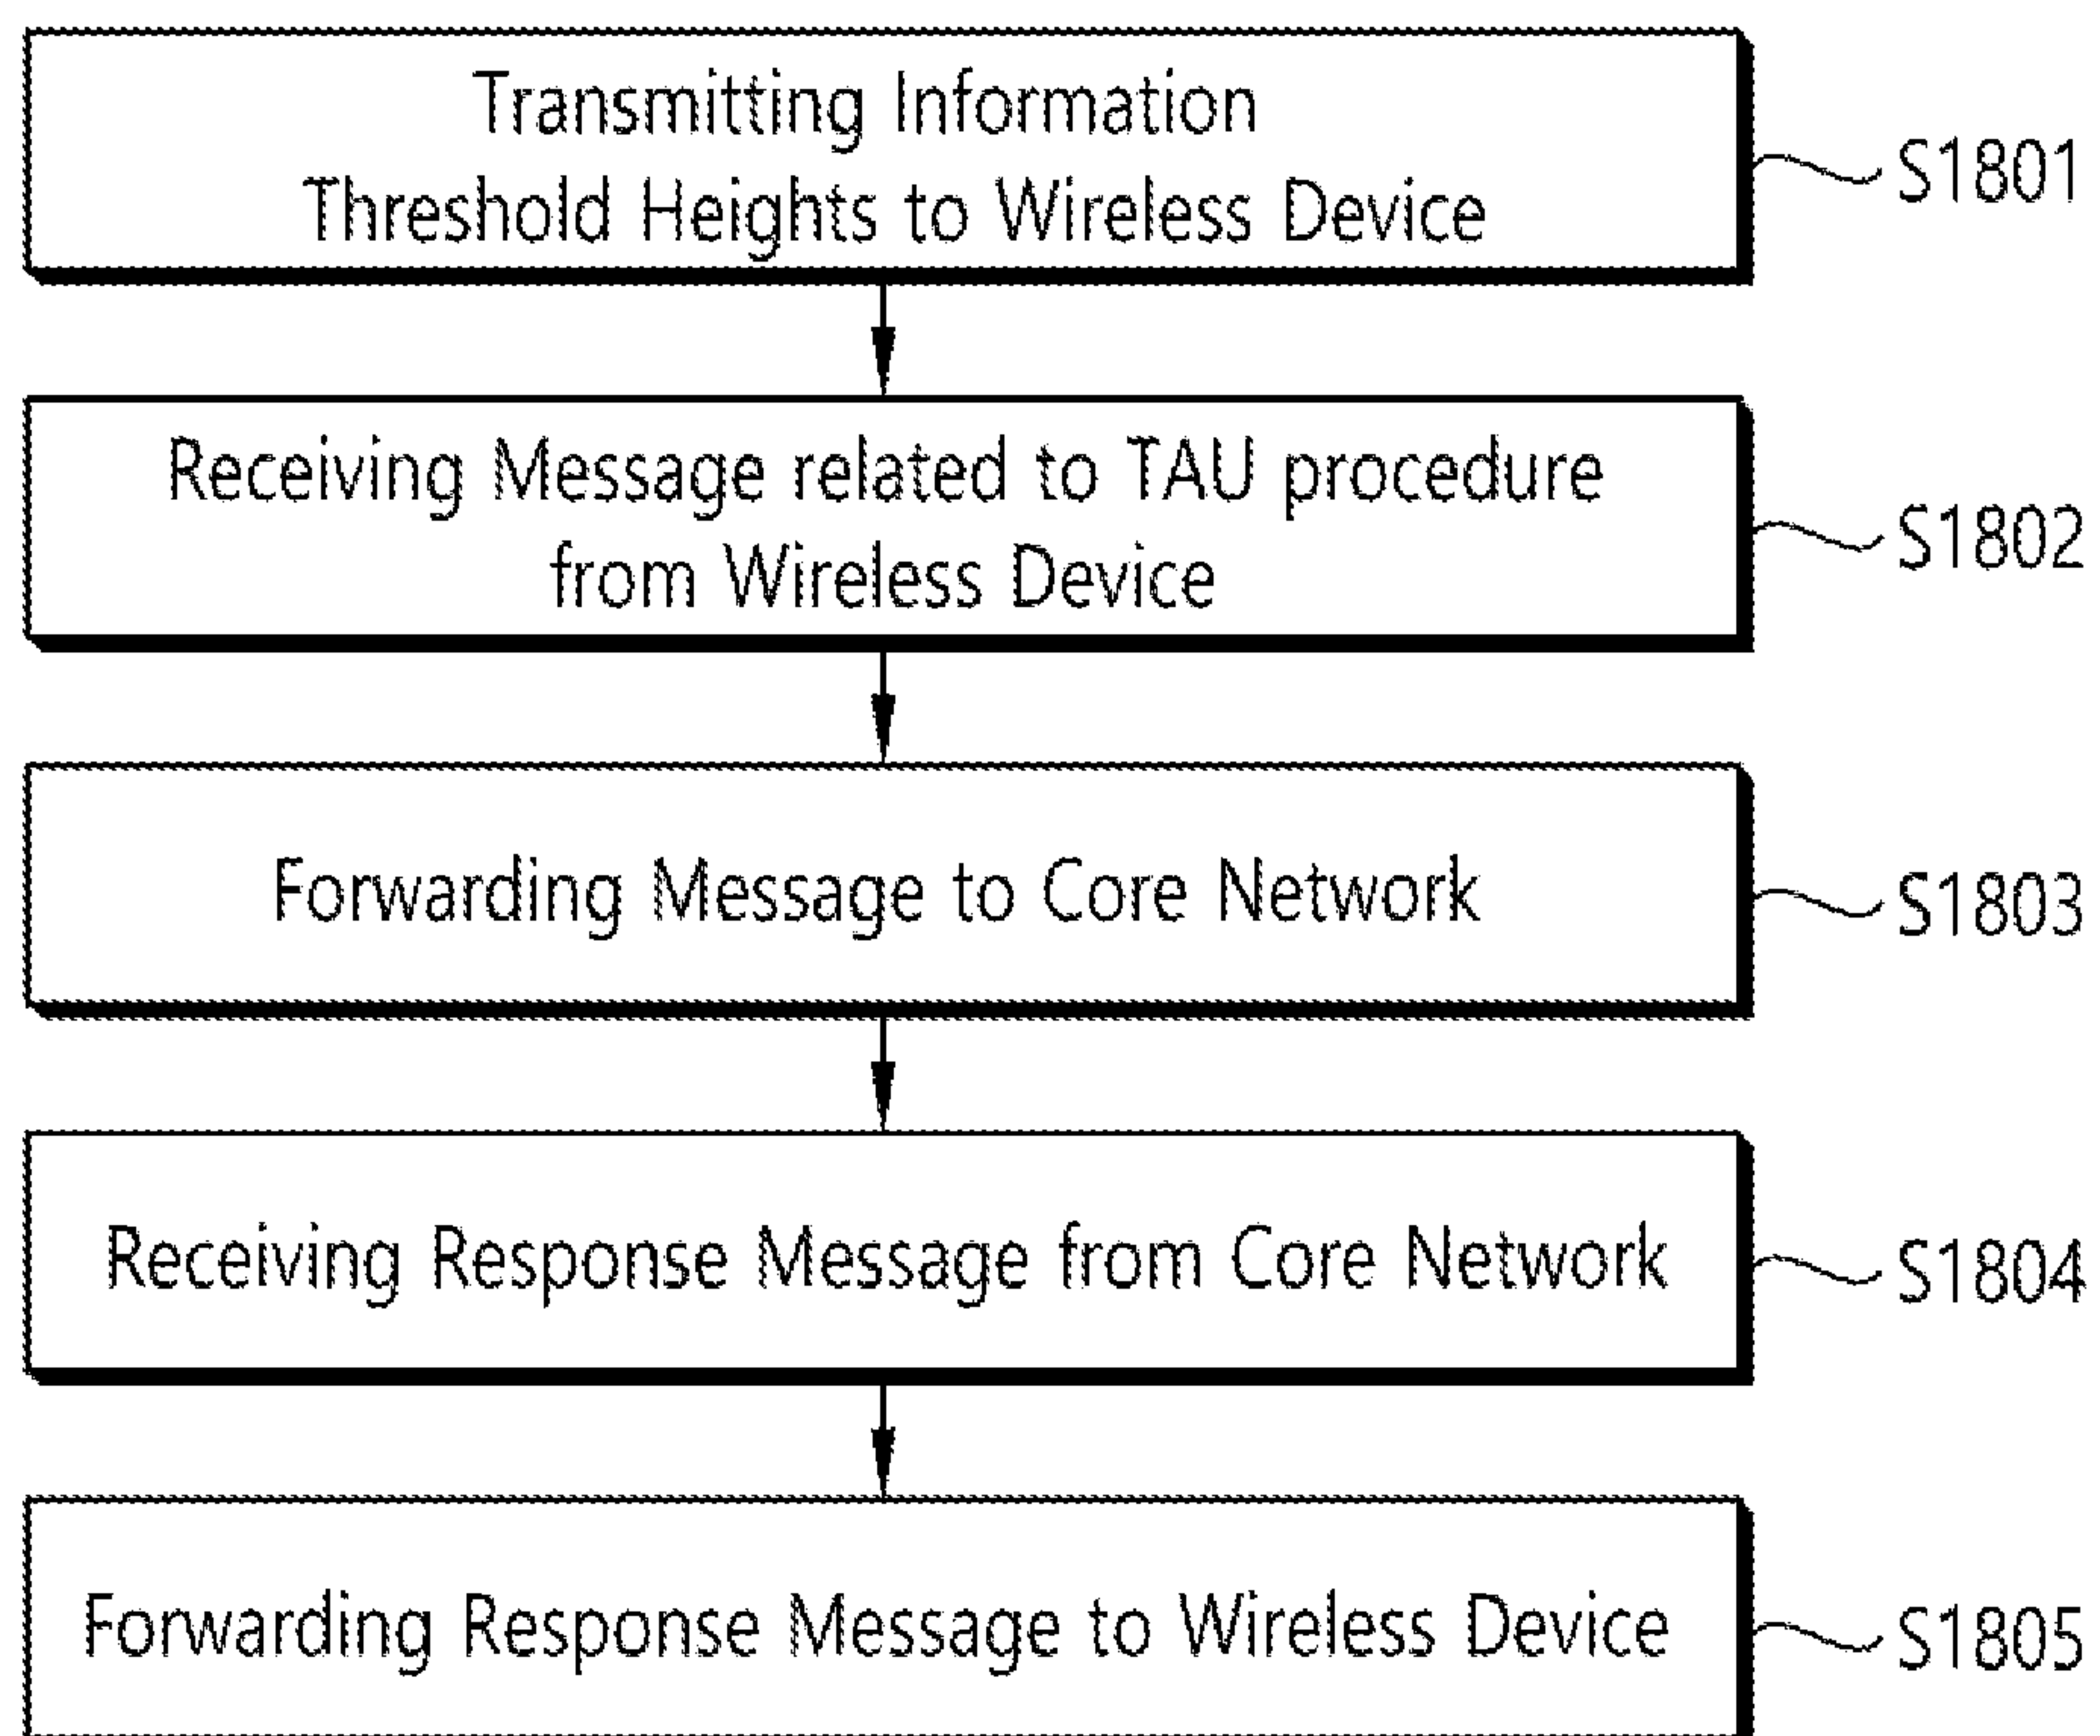 Transmitting Information
Threshold Heights to Wireless Device
S1801
Receiving Message related to TAU procedure
from Wireless Device
S1802
Forwarding Message to Core Network
S1803
Receiving Response Message from Core Network
S1804
Forwarding Response Message to Wireless Device
S1805